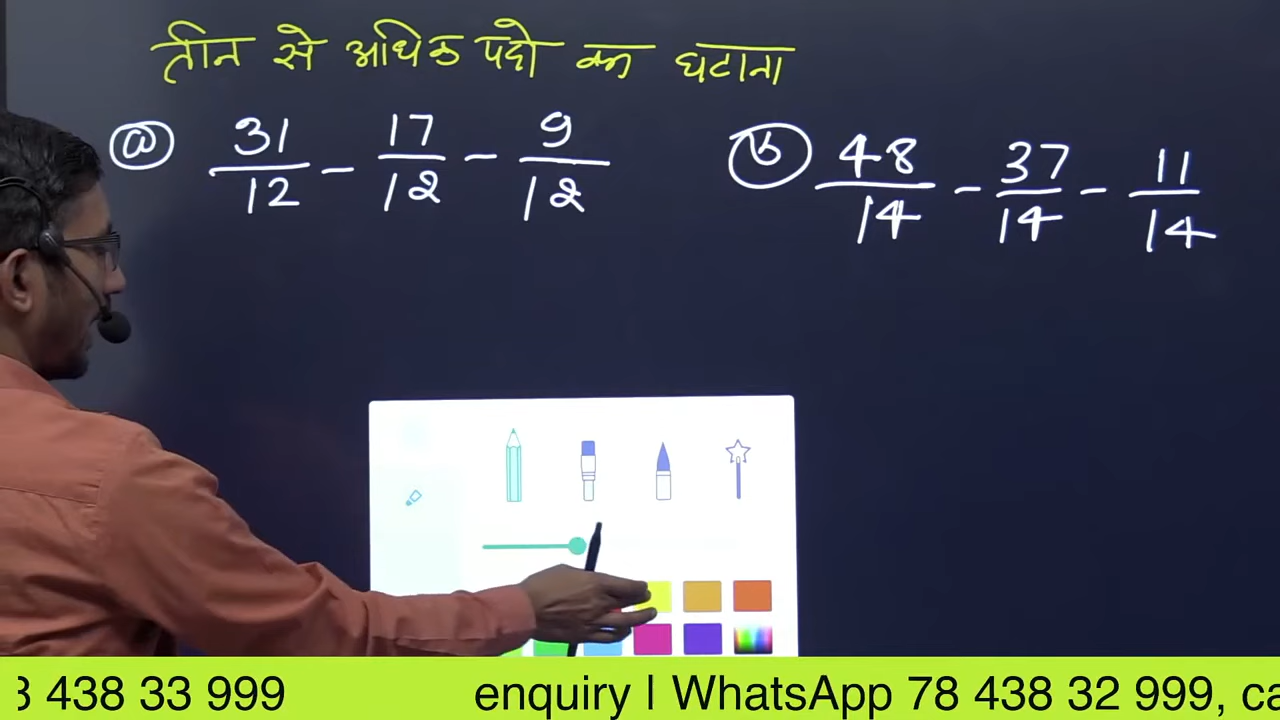 तीन से अधिक पदो का घटाना
(a) 31/12 - 17/12 - 9/12
(b) 48/14 - 37/14 - 11/14
3 438 33 999 enquiry | WhatsApp 78 438 32 999, ca